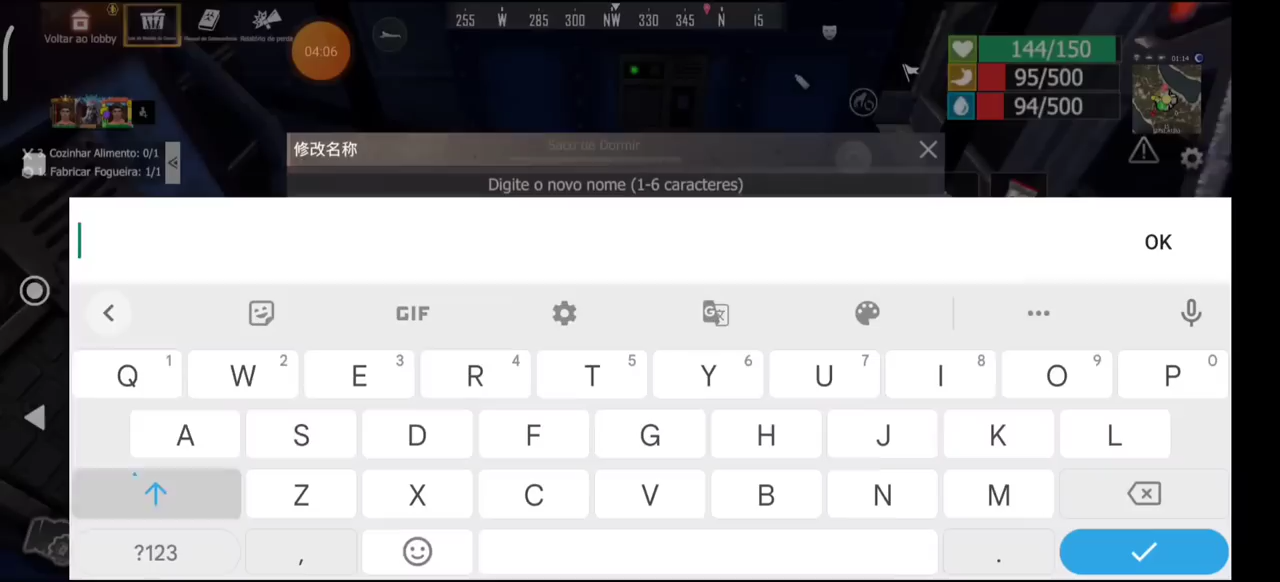 255 W 285 300 NW 330 345 N 15
Voltar ao lobby
04:06
144/150
95/500
94/500
01:14
Cozinhar Alimento: 0/1
Fabricar Fogueira: 1/1
修改名称
Saco de Dormir
Digite o novo nome (1-6 caracteres)
OK
GIF
Q 1 W 2 E 3 R 4 T 5 Y 6 U 7 I 8 O 9 P 0
A S D F G H J K L
Z X C V B N M
?123 , .